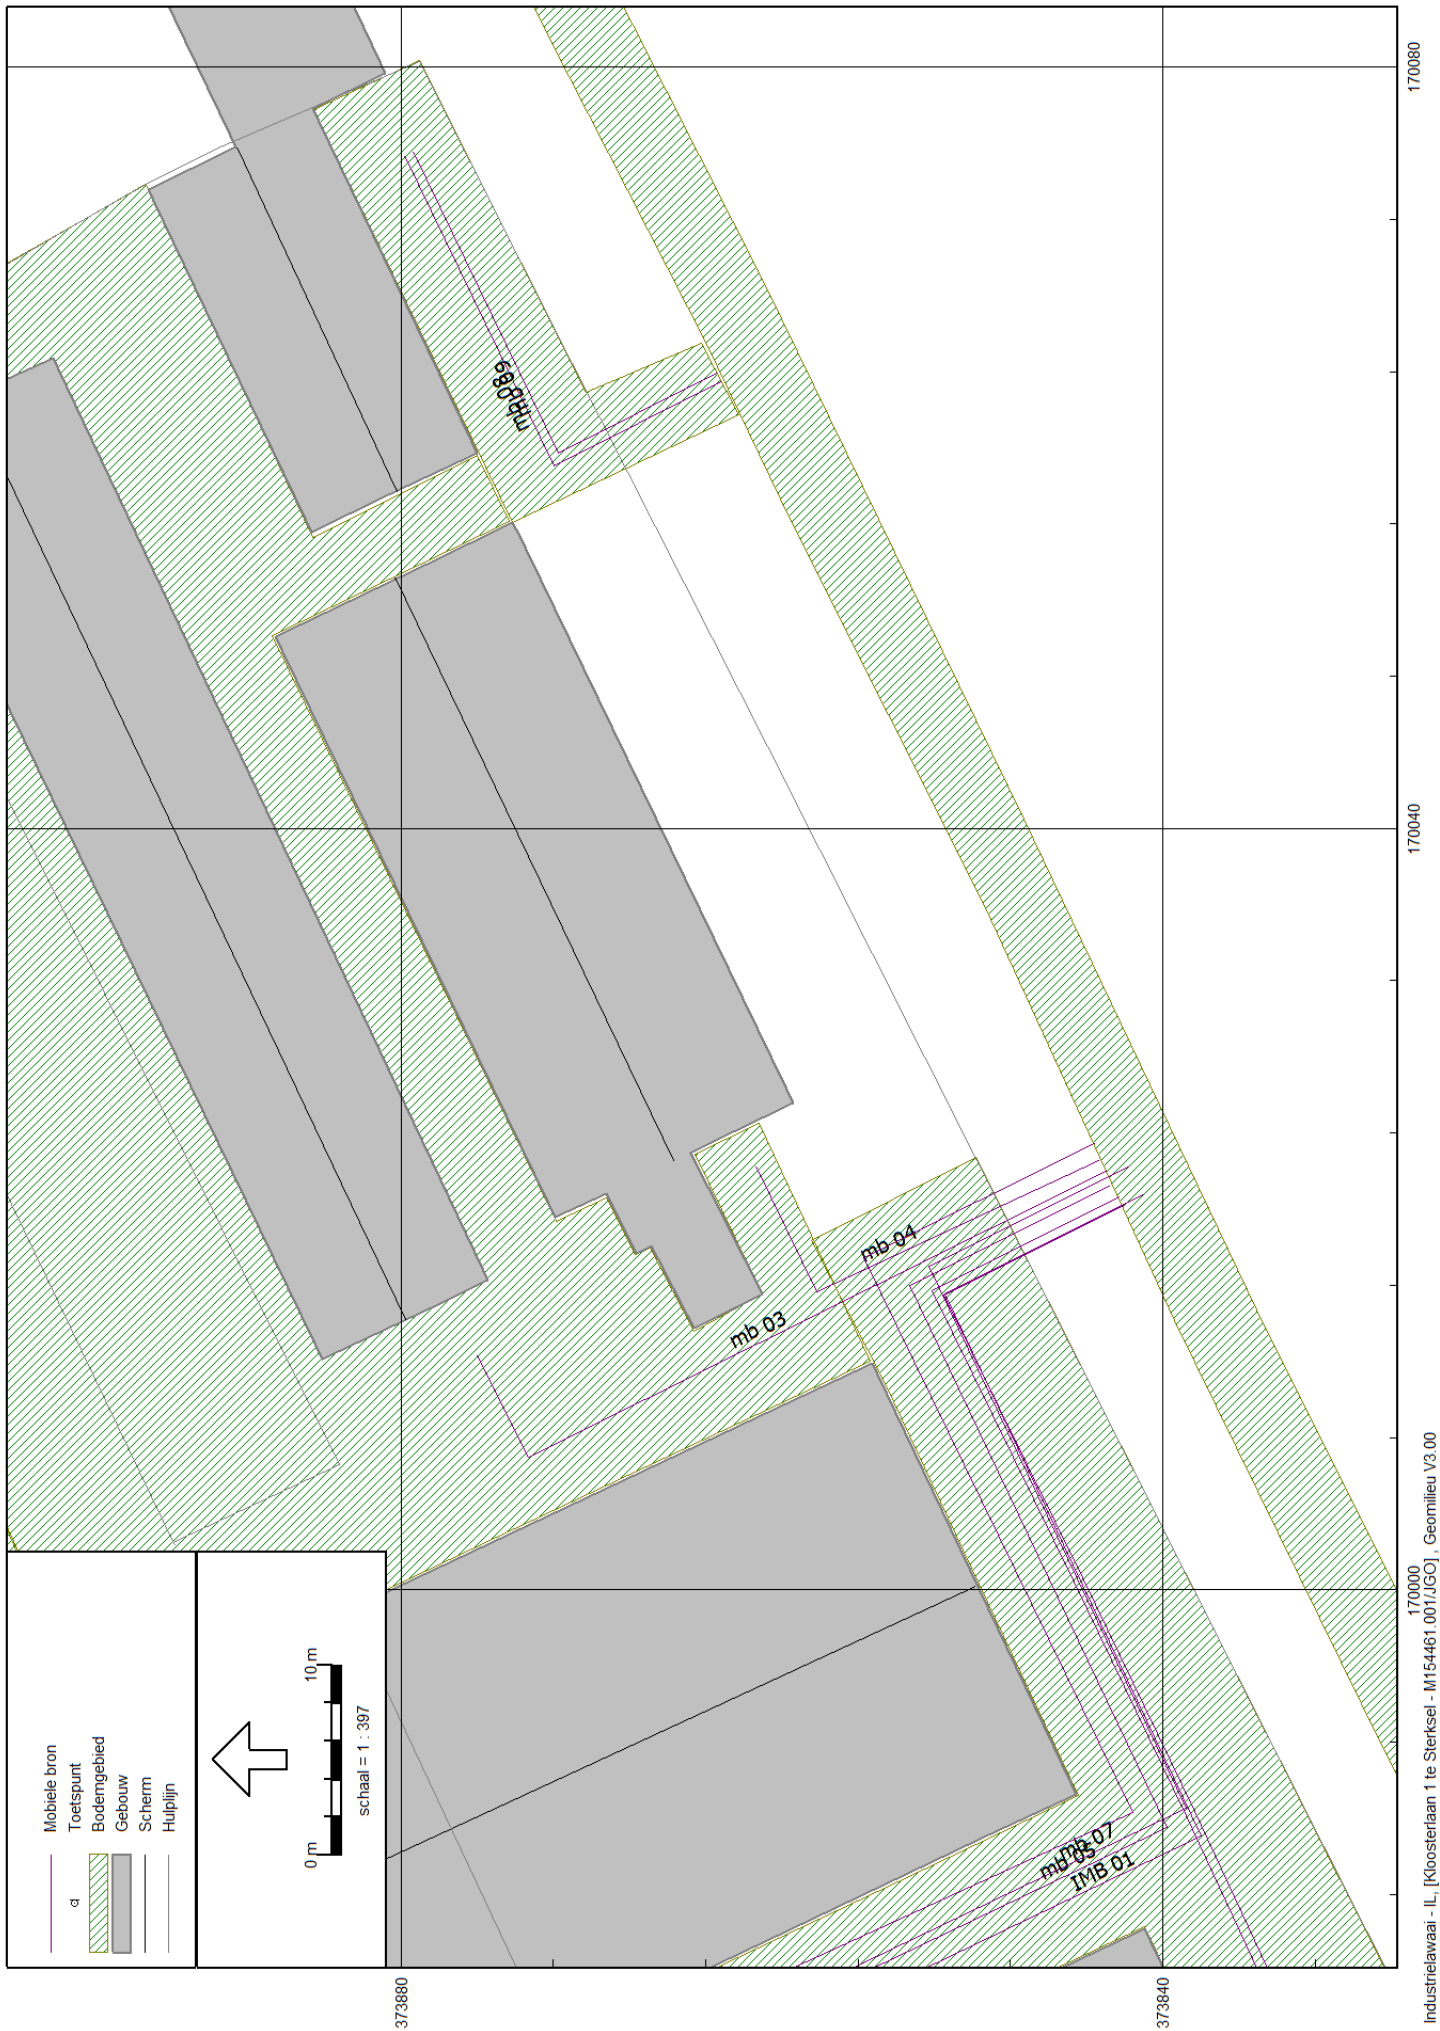 Mobiele bron
Toetspunt
Bodemgebied
Gebouw
Scherm
Hulplijn
0 m
10 m
schaal = 1 : 397
mb 09
mb 08
mb 04
mb 03
mb 07
mb 05
IMB 01
373880
373840
170000
170040
170080
Industrielawaai - IL, [Kloosterlaan 1 te Sterksel - M154461.001/JGO] , Geomilieu V3.00